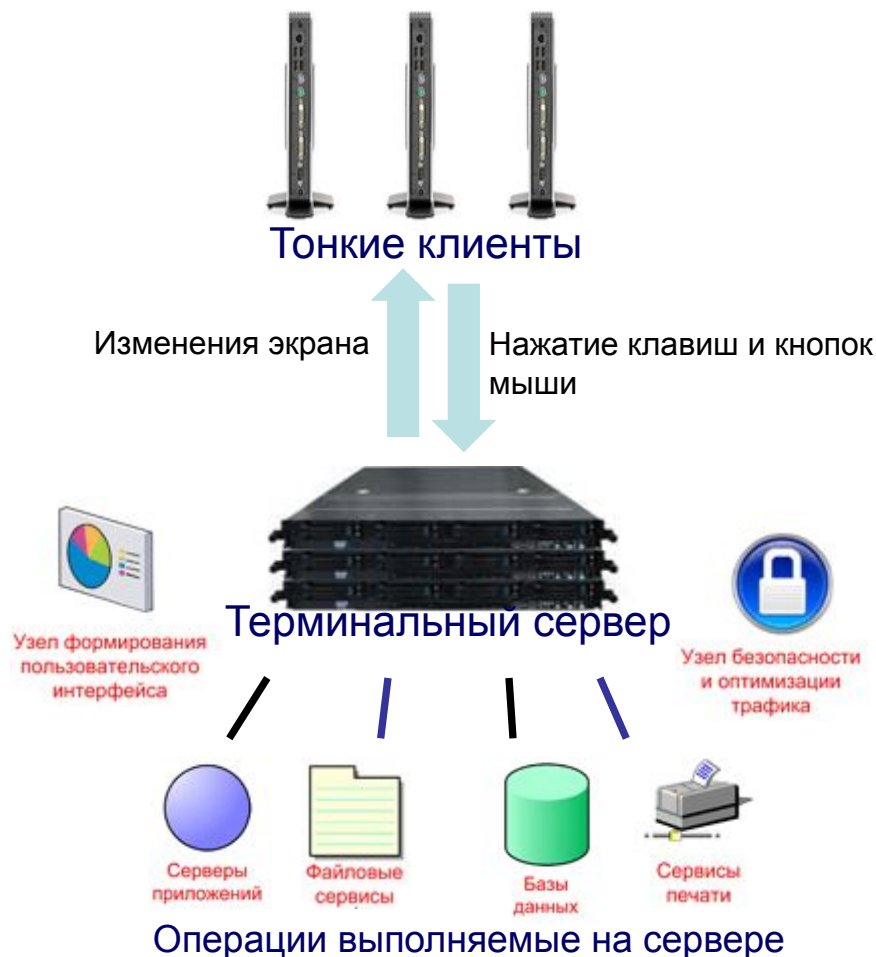 Тонкие клиенты
Изменения экрана
Нажатие клавиш и кнопок
мыши
Терминальный сервер
Узел формирования
пользовательского
интерфейса
Узел безопасности
и оптимизации
трафика
Серверы
приложений
Файловые
сервисы
Базы
данных
Сервисы
печати
Операции выполняемые на сервере